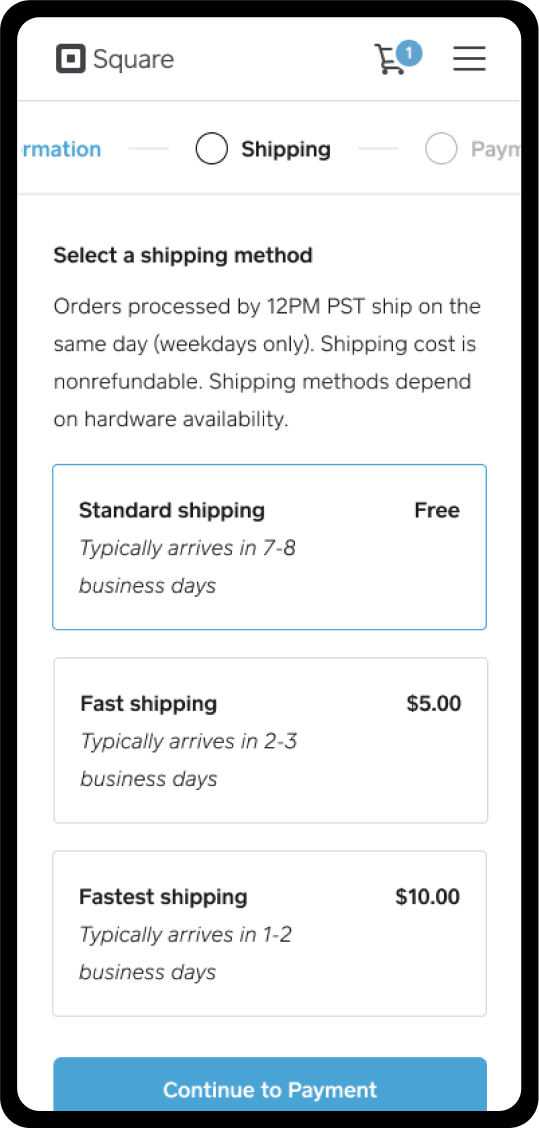 Square
1
rmation
Shipping
Paym
Select a shipping method
Orders processed by 12PM PST ship on the
same day (weekdays only). Shipping cost is
nonrefundable. Shipping methods depend
on hardware availability.
Standard shipping Free
Typically arrives in 7-8
business days
Fast shipping $5.00
Typically arrives in 2-3
business days
Fastest shipping $10.00
Typically arrives in 1-2
business days
Continue to Payment